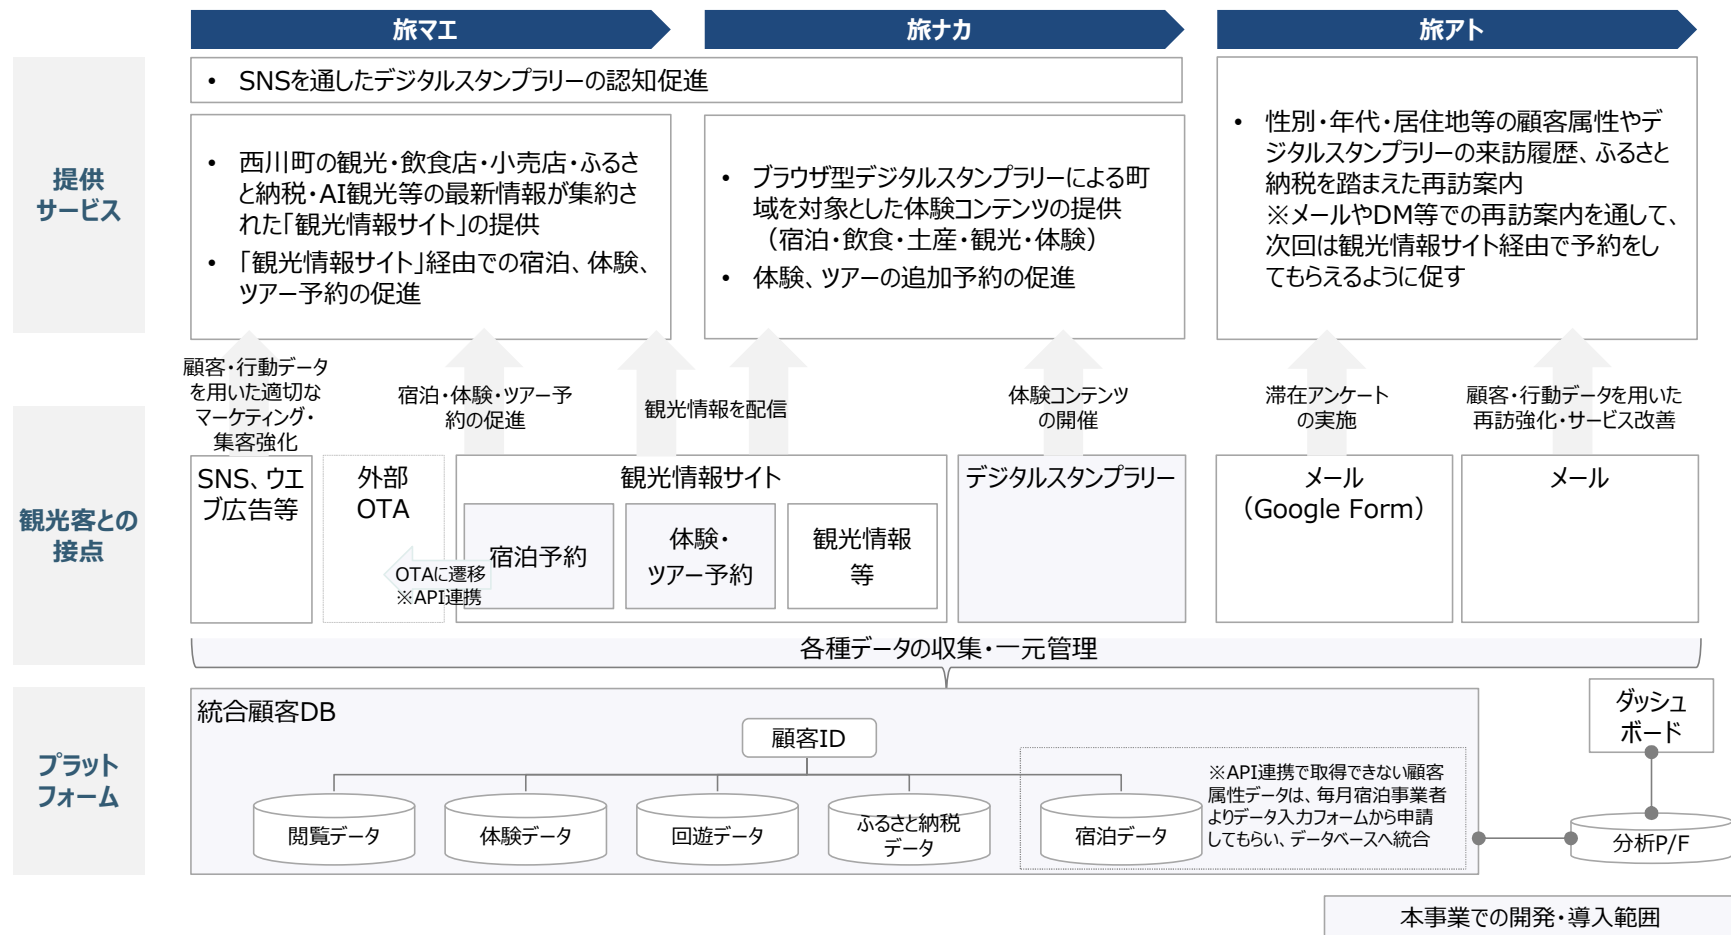 旅マエ
旅ナカ
旅アト
提供
サービス
• SNSを通したデジタルスタンプラリーの認知促進
• 西川町の観光・飲食店・小売店・ふるさ
と納税・AI観光等の最新情報が集約さ
れた「観光情報サイト」の提供
• 「観光情報サイト」経由での宿泊、体験、
ツアー予約の促進
• ブラウザ型デジタルスタンプラリーによる町
域を対象とした体験コンテンツの提供
（宿泊・飲食・土産・観光・体験）
• 体験、ツアーの追加予約の促進
• 性別・年代・居住地等の顧客属性やデ
ジタルスタンプラリーの来訪履歴、ふるさと
納税を踏まえた再訪案内
※メールやDM等での再訪案内を通して、
次回は観光情報サイト経由で予約をし
てもらえるように促す
顧客・行動データ
を用いた適切な
マーケティング・
集客強化
宿泊・体験・ツアー予
約の促進
観光情報を配信
体験コンテンツ
の開催
滞在アンケート
の実施
顧客・行動データを用いた
再訪強化・サービス改善
観光客との
接点
SNS、ウエ
ブ広告等
外部
OTA
OTAに遷移
※API連携
観光情報サイト
宿泊予約
体験・
ツアー予約
観光情報
等
デジタルスタンプラリー
メール
（Google Form）
メール
各種データの収集・一元管理
プラット
フォーム
統合顧客DB
顧客ID
閲覧データ
体験データ
回遊データ
ふるさと納税
データ
宿泊データ
※API連携で取得できない顧客
属性データは、毎月宿泊事業者
よりデータ入力フォームから申請
してもらい、データベースへ統合
ダッシュ
ボード
分析P/F
本事業での開発・導入範囲